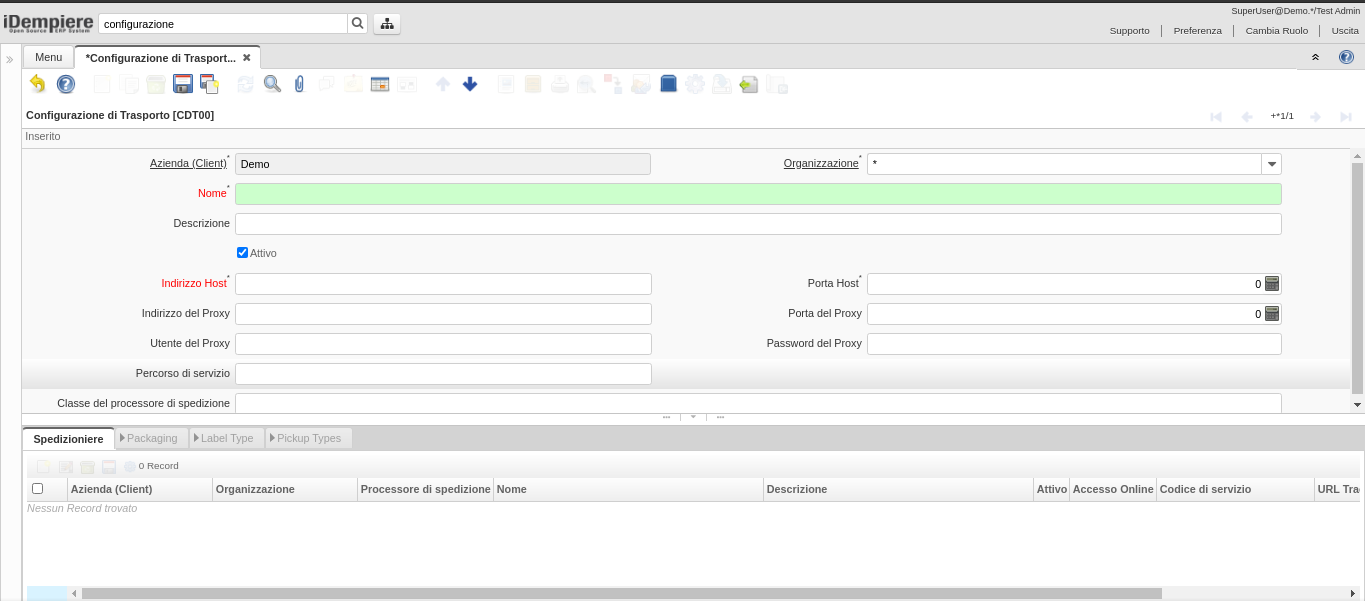 SuperUser@Demo.*/Test Admin
iDempiere
Open Source ERP System
configurazione
Supporto
Preferenza
Cambia Ruolo
Uscita
»
Menu
*Configurazione di Trasport...
Configurazione di Trasporto [CDT00]
+*1/1
Inserito
Azienda (Client)*
Demo
Organizzazione*
*
Nome*
Descrizione
Attivo
Indirizzo Host*
Porta Host*
0
Indirizzo del Proxy
Porta del Proxy
0
Utente del Proxy
Password del Proxy
Percorso di servizio
Classe del processore di spedizione
Spedizioniere
Packaging
Label Type
Pickup Types
0 Record
Azienda (Client)
Organizzazione
Processore di spedizione
Nome
Descrizione
Attivo
Accesso Online
Codice di servizio
URL Tra
Nessun Record trovato